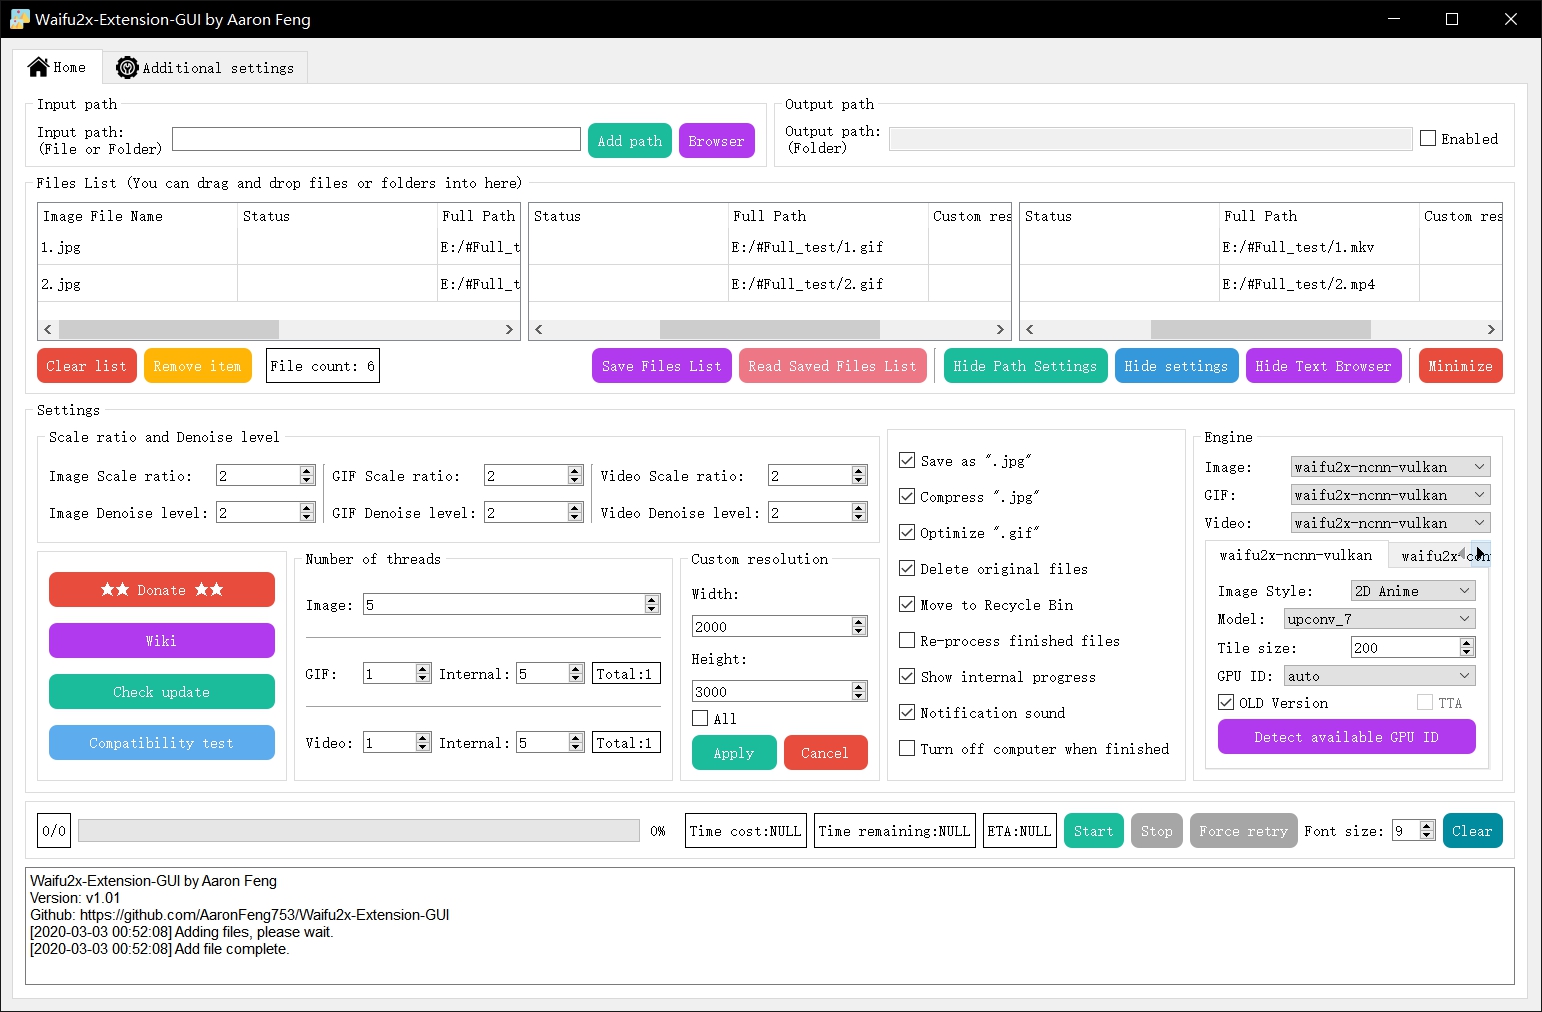 Waifu2x-Extension-GUI by Aaron Feng
Home
Additional settings
Input path
Input path:
(File or Folder)
Add path
Browser
Output path
Output path:
(Folder)
Enabled
Files List (You can drag and drop files or folders into here)
Image File Name Status Full Path
1.jpg E:/#Full_t
2.jpg E:/#Full_t
Status Full Path Custom res
E:/#Full_test/1.gif
E:/#Full_test/2.gif
Status Full Path Custom res
E:/#Full_test/1.mkv
E:/#Full_test/2.mp4
Clear list
Remove item
File count: 6
Save Files List
Read Saved Files List
Hide Path Settings
Hide settings
Hide Text Browser
Minimize
Settings
Scale ratio and Denoise level
Image Scale ratio: 2
GIF Scale ratio: 2
Video Scale ratio: 2
Image Denoise level: 2
GIF Denoise level: 2
Video Denoise level: 2
★★ Donate ★★
Wiki
Check update
Compatibility test
Number of threads
Image: 5
GIF: 1 Internal: 5 Total:1
Video: 1 Internal: 5 Total:1
Custom resolution
Width:
2000
Height:
3000
All
Apply
Cancel
Save as ".jpg"
Compress ".jpg"
Optimize ".gif"
Delete original files
Move to Recycle Bin
Re-process finished files
Show internal progress
Notification sound
Turn off computer when finished
Engine
Image: waifu2x-ncnn-vulkan
GIF: waifu2x-ncnn-vulkan
Video: waifu2x-ncnn-vulkan
waifu2x-ncnn-vulkan
waifu2x-con
Image Style: 2D Anime
Model: upconv_7
Tile size: 200
GPU ID: auto
OLD Version
TTA
Detect available GPU ID
0/0
0%
Time cost:NULL
Time remaining:NULL
ETA:NULL
Start
Stop
Force retry
Font size: 9
Clear
Waifu2x-Extension-GUI by Aaron Feng
Version: v1.01
Github: https://github.com/AaronFeng753/Waifu2x-Extension-GUI
[2020-03-03 00:52:08] Adding files, please wait.
[2020-03-03 00:52:08] Add file complete.